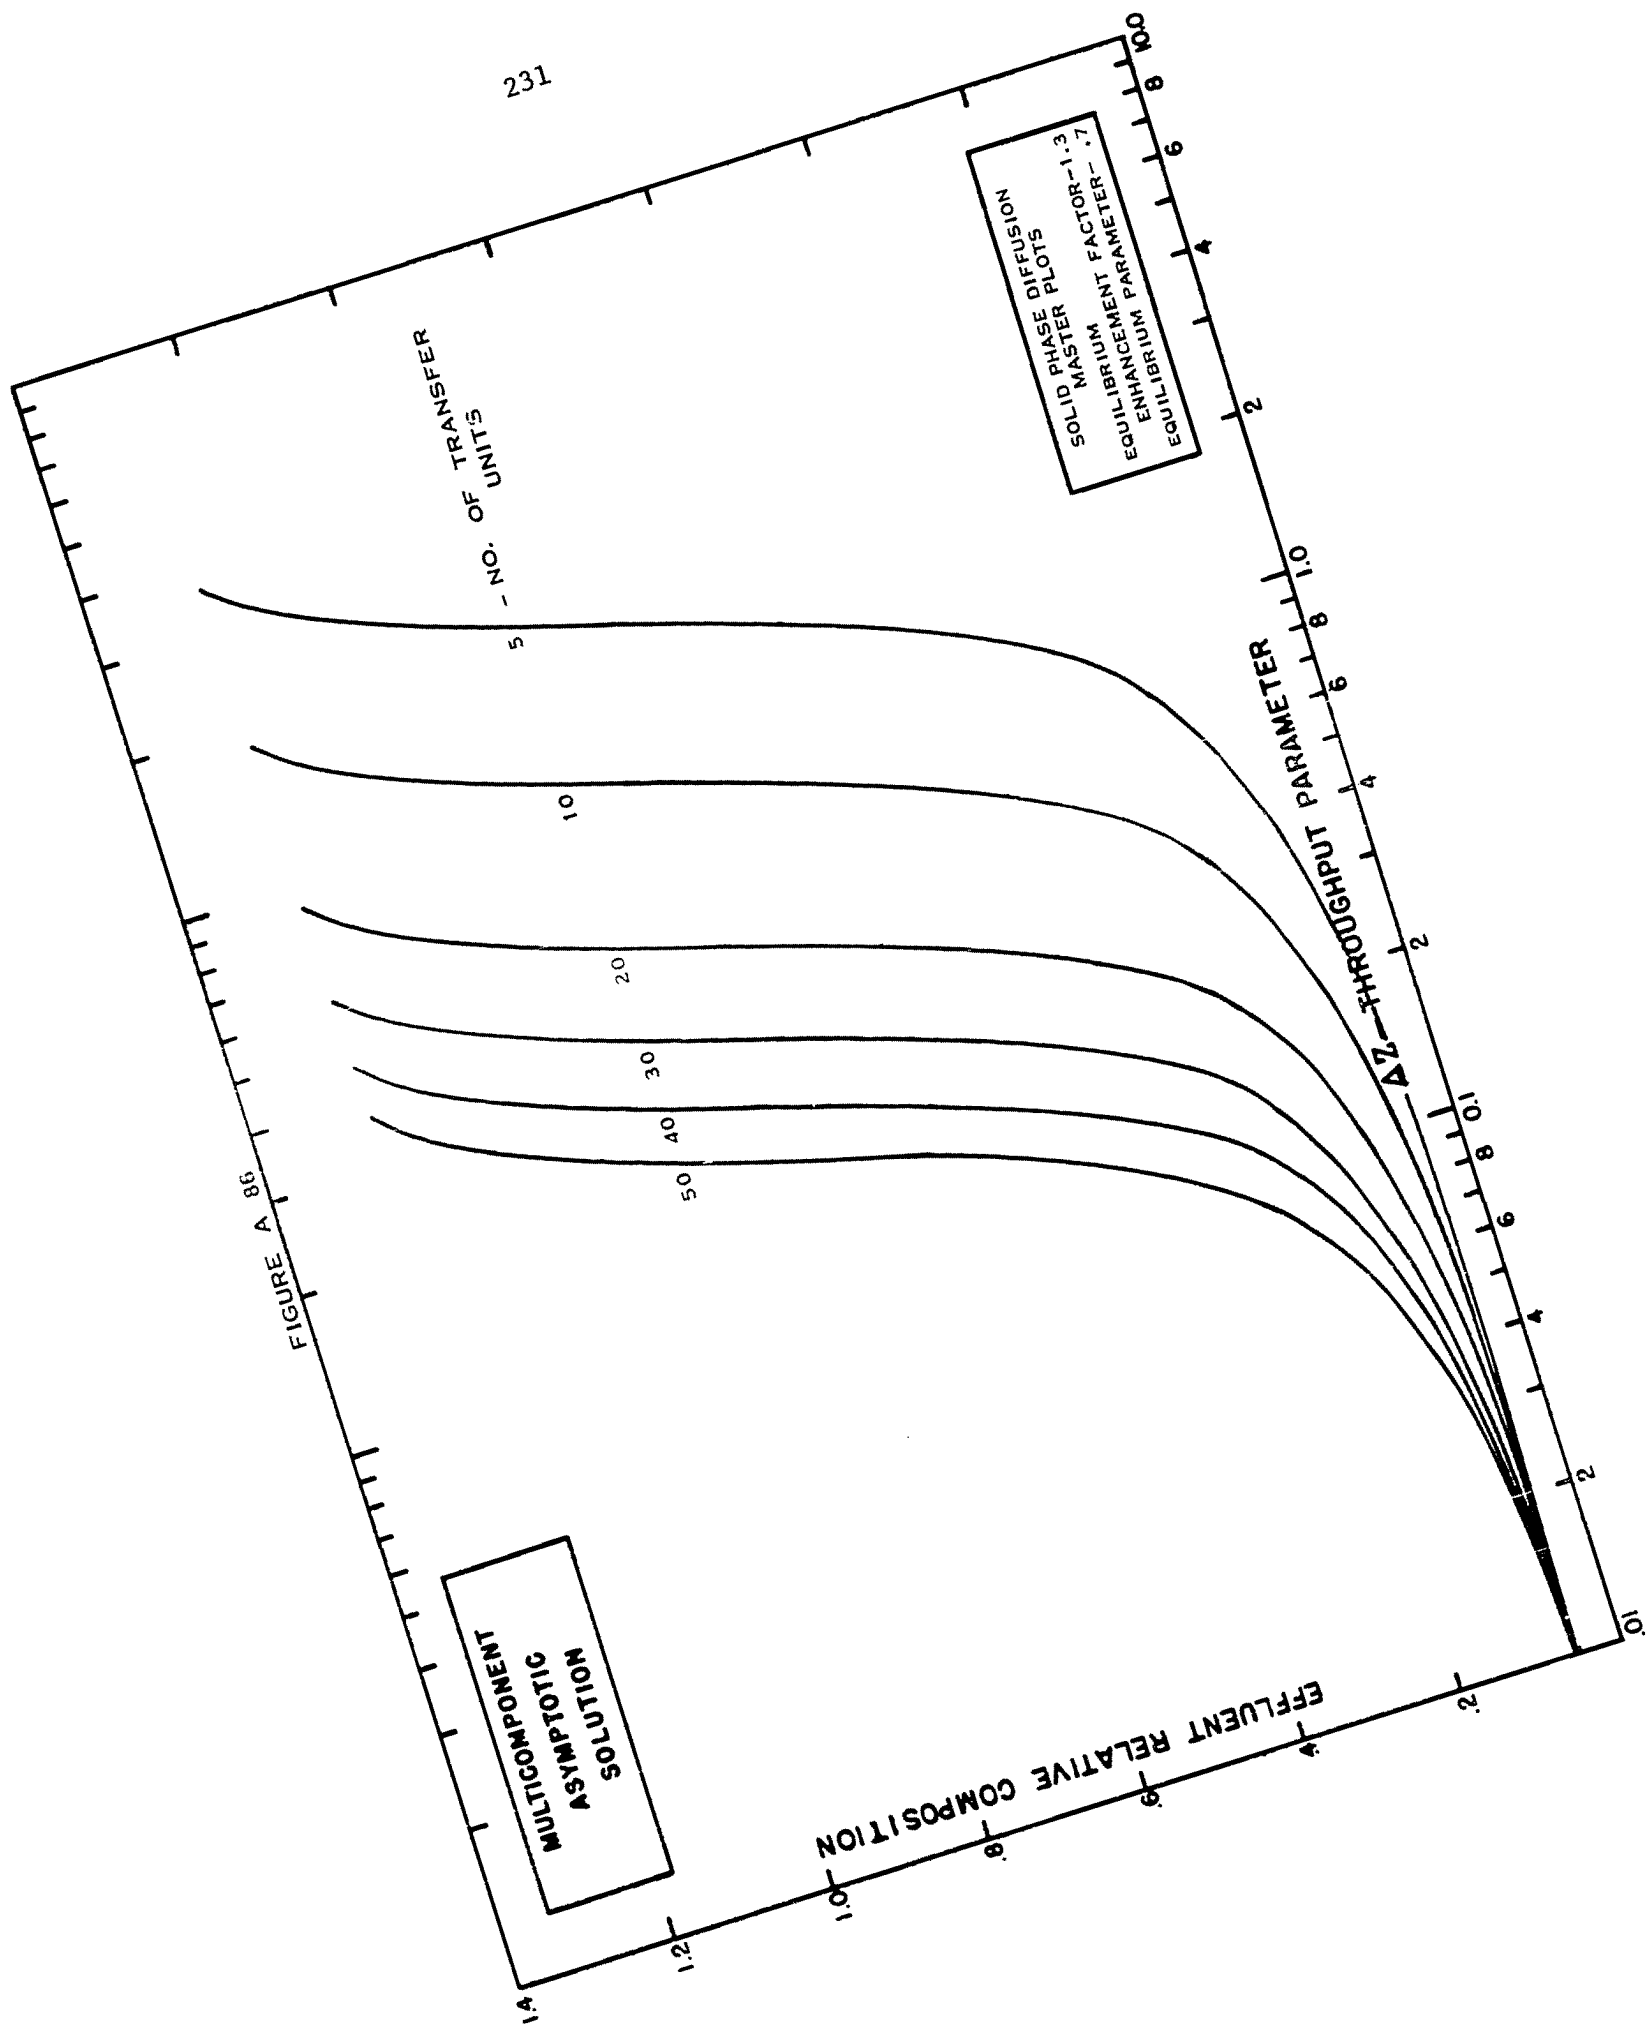 231
FIGURE A 86
MULTICOMPONENT
ASYMPTOTIC
SOLUTION
5 - NO. OF TRANSFER
UNITS
10
20
30
40
50
EFFLUENT RELATIVE COMPOSITION
1.4
1.2
1.0
.8
.6
.4
.2
SOLID PHASE DIFFUSION
MASTER PLOTS
EQUILIBRIUM
ENHANCEMENT FACTOR-1.3
ENHANCEMENT PARAMETER- .7
EQUILIBRIUM PARAMETER
ΔZ-THROUGHPUT PARAMETER
.01
2
4
6
8
0.1
2
4
6
8
1.0
2
4
6
8
10.0